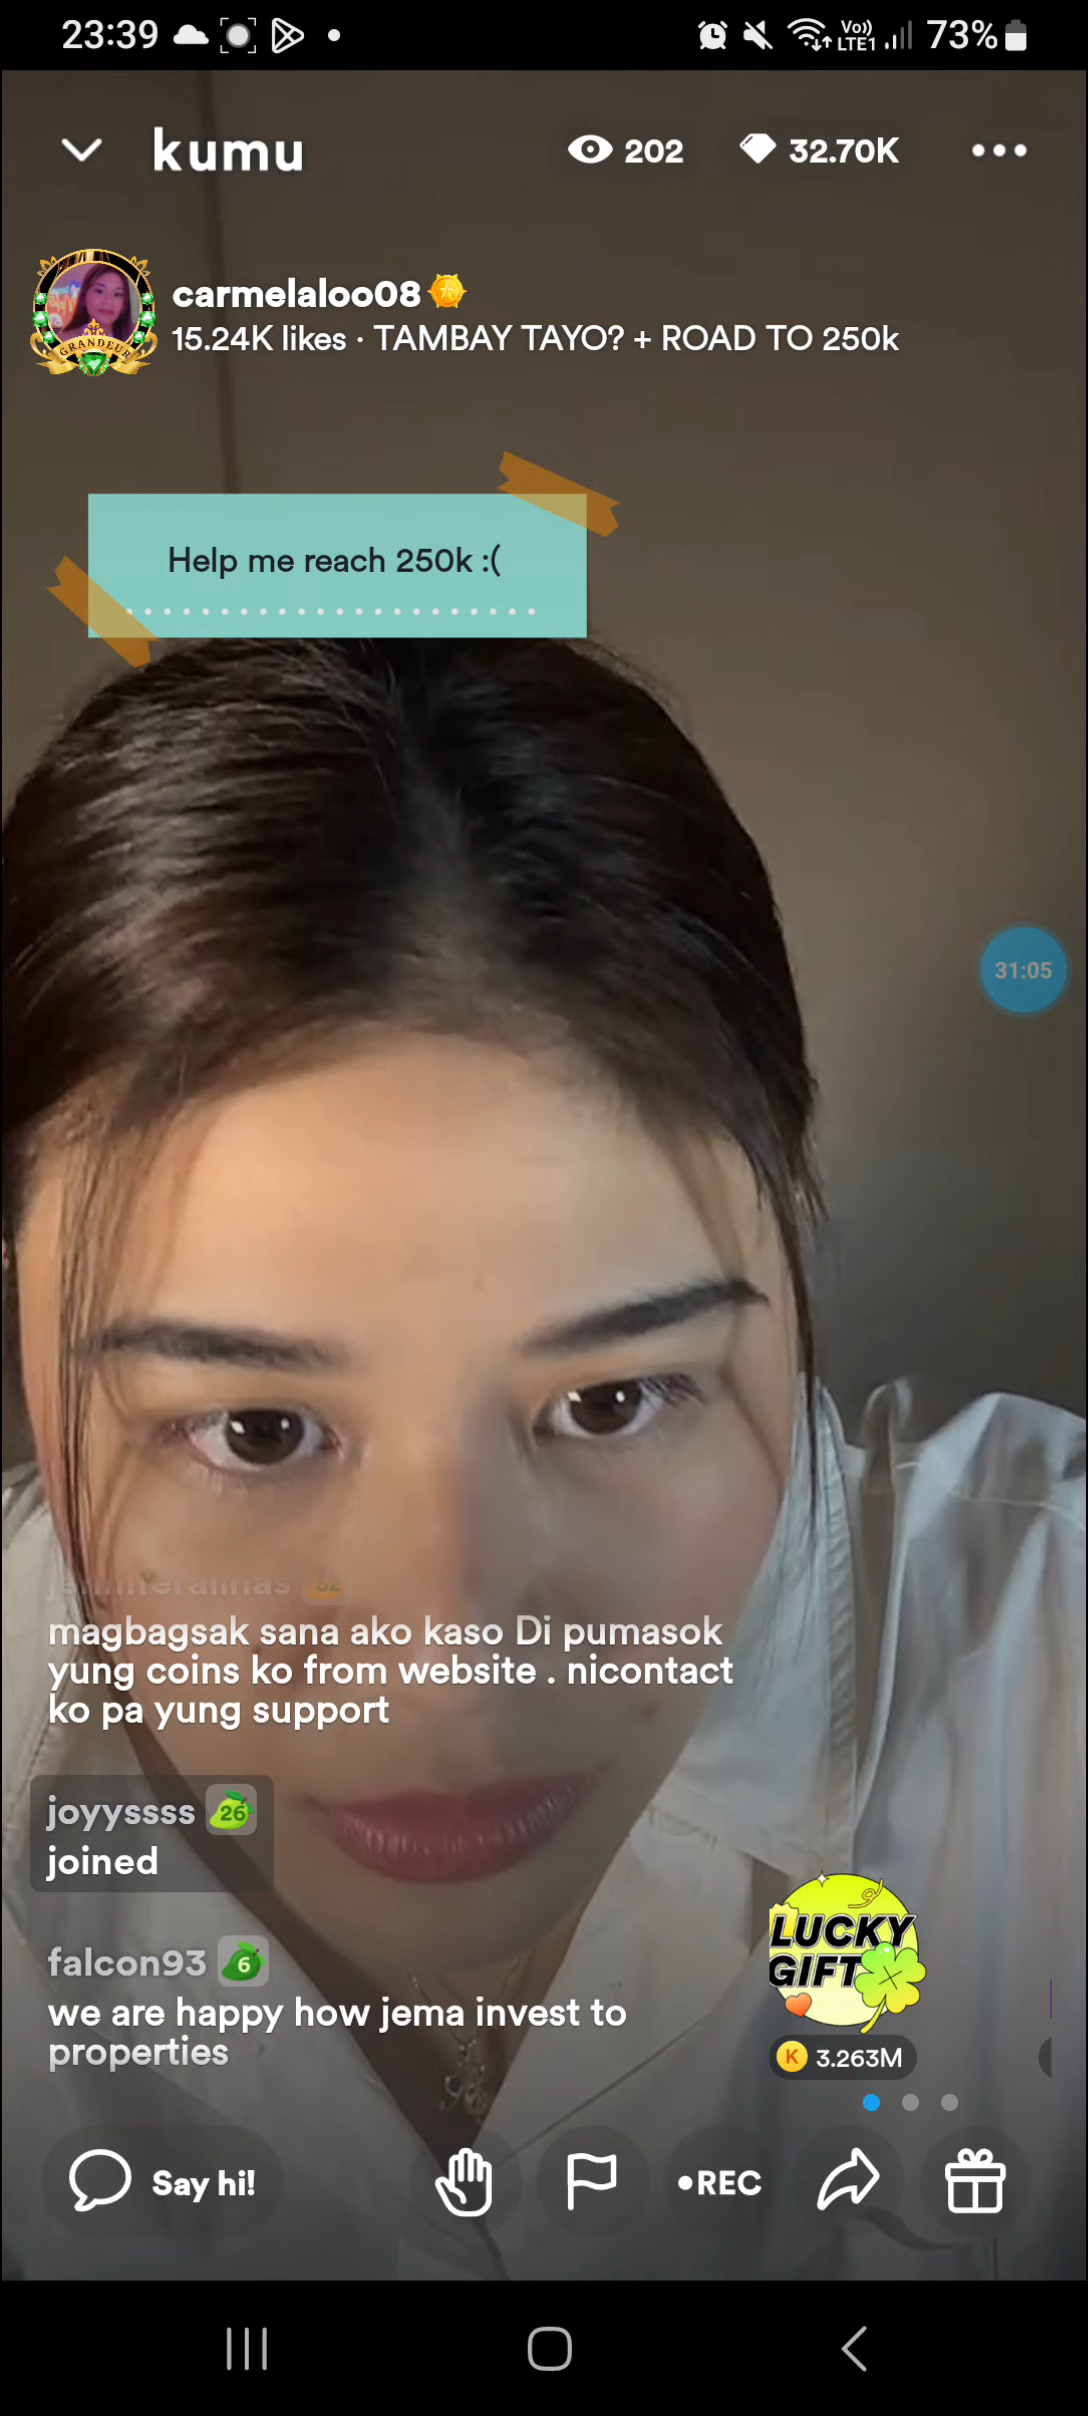 23:39 Vo)) LTE1 73%
kumu 202 32.70K
carmelaloo08
15.24K likes · TAMBAY TAYO? + ROAD TO 250k
GRANDEUR
Help me reach 250k :(
31:05
magbagsak sana ako kaso Di pumasok
yung coins ko from website . nicontact
ko pa yung support
joyyssss 26
joined
falcon93 6
we are happy how jema invest to
properties
LUCKY
GIFT
K 3.263M
Say hi! •REC